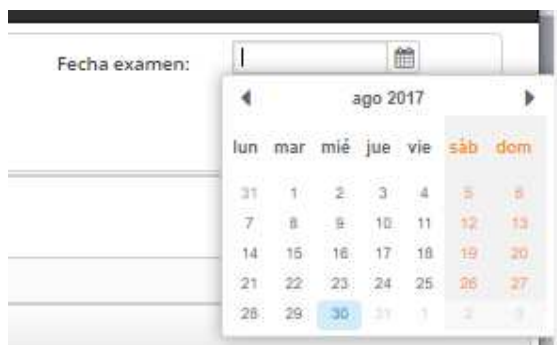 Fecha examen:
ago 2017
lun mar mié jue vie sáb dom
31 1 2 3 4 5 6
7 8 9 10 11 12 13
14 15 16 17 18 19 20
21 22 23 24 25 26 27
28 29 30 31 1 2 3